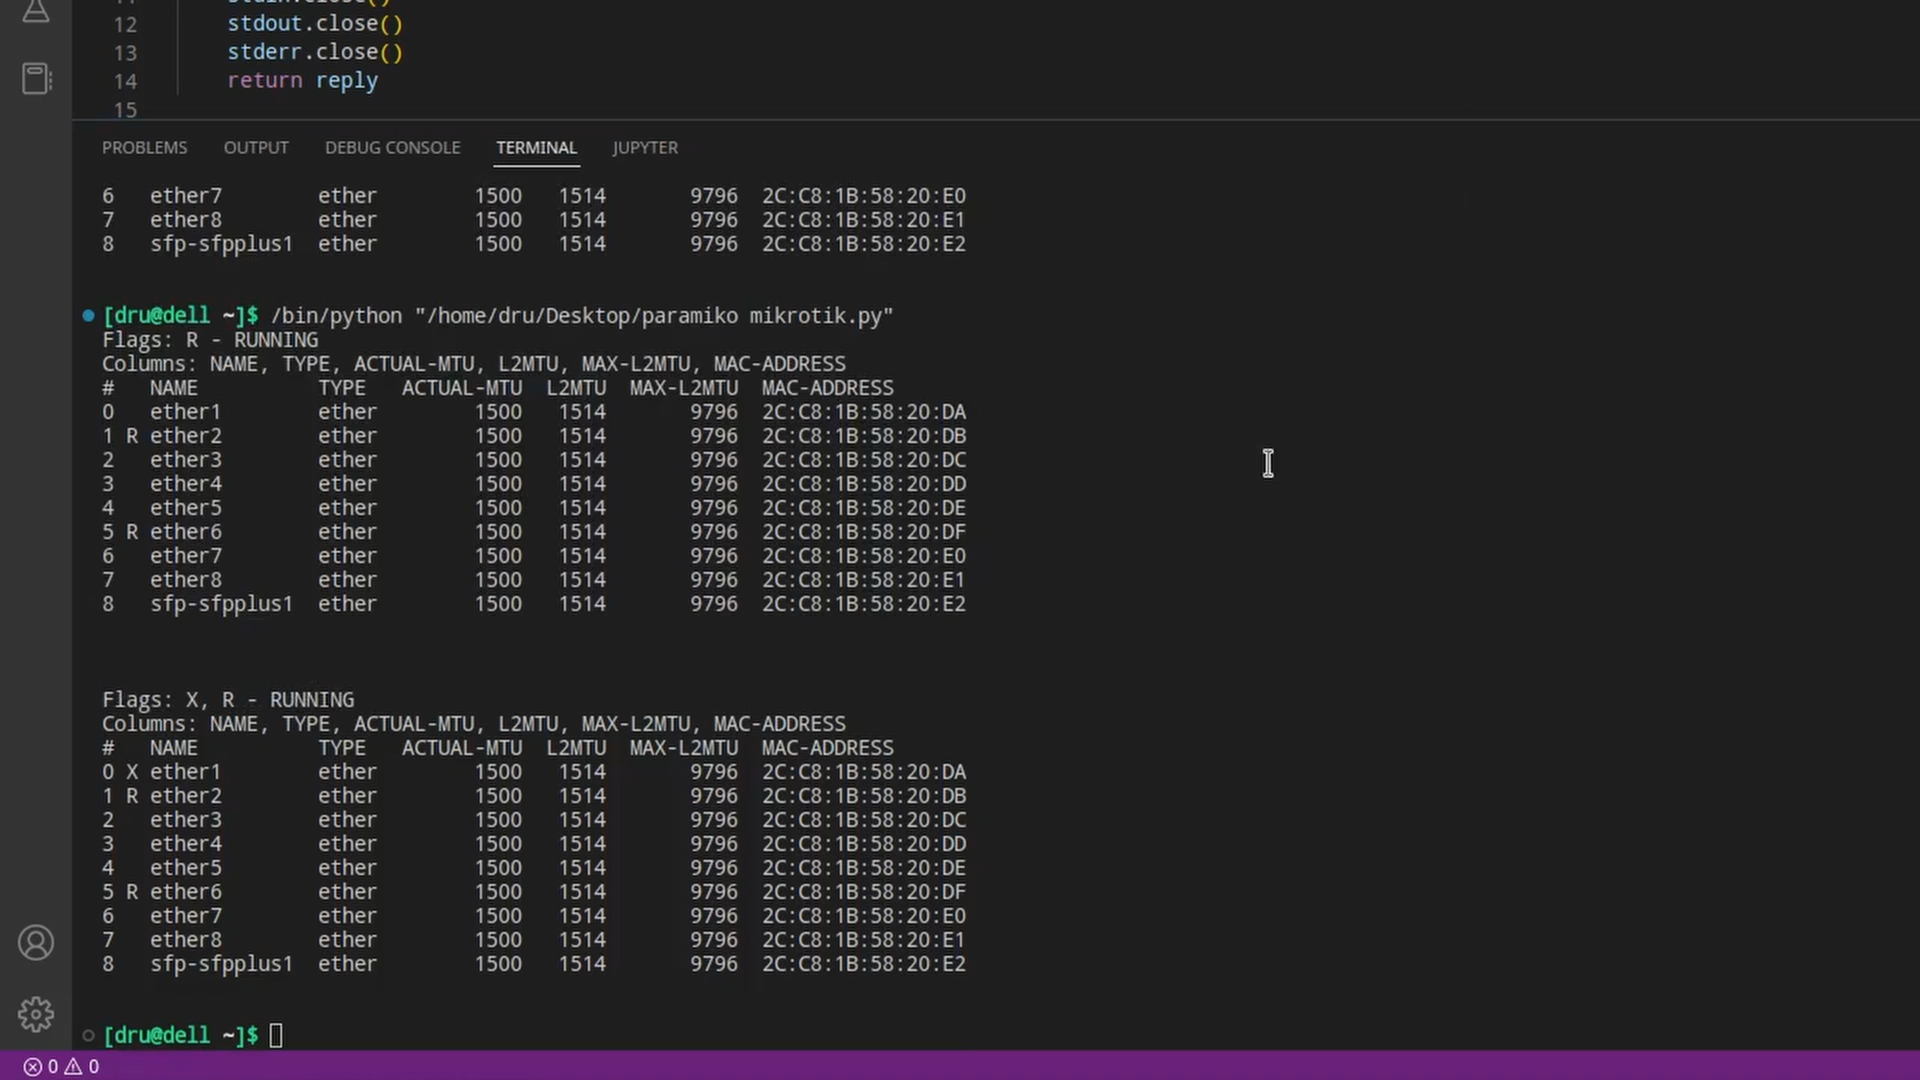 11 stdin.close()
12 stdout.close()
13 stderr.close()
14 return reply
15
PROBLEMS OUTPUT DEBUG CONSOLE TERMINAL JUPYTER
6 ether7 ether 1500 1514 9796 2C:C8:1B:58:20:E0
7 ether8 ether 1500 1514 9796 2C:C8:1B:58:20:E1
8 sfp-sfpplus1 ether 1500 1514 9796 2C:C8:1B:58:20:E2
[dru@dell ~]$ /bin/python "/home/dru/Desktop/paramiko mikrotik.py"
Flags: R - RUNNING
Columns: NAME, TYPE, ACTUAL-MTU, L2MTU, MAX-L2MTU, MAC-ADDRESS
# NAME TYPE ACTUAL-MTU L2MTU MAX-L2MTU MAC-ADDRESS
0 ether1 ether 1500 1514 9796 2C:C8:1B:58:20:DA
1 R ether2 ether 1500 1514 9796 2C:C8:1B:58:20:DB
2 ether3 ether 1500 1514 9796 2C:C8:1B:58:20:DC
3 ether4 ether 1500 1514 9796 2C:C8:1B:58:20:DD
4 ether5 ether 1500 1514 9796 2C:C8:1B:58:20:DE
5 R ether6 ether 1500 1514 9796 2C:C8:1B:58:20:DF
6 ether7 ether 1500 1514 9796 2C:C8:1B:58:20:E0
7 ether8 ether 1500 1514 9796 2C:C8:1B:58:20:E1
8 sfp-sfpplus1 ether 1500 1514 9796 2C:C8:1B:58:20:E2
Flags: X, R - RUNNING
Columns: NAME, TYPE, ACTUAL-MTU, L2MTU, MAX-L2MTU, MAC-ADDRESS
# NAME TYPE ACTUAL-MTU L2MTU MAX-L2MTU MAC-ADDRESS
0 X ether1 ether 1500 1514 9796 2C:C8:1B:58:20:DA
1 R ether2 ether 1500 1514 9796 2C:C8:1B:58:20:DB
2 ether3 ether 1500 1514 9796 2C:C8:1B:58:20:DC
3 ether4 ether 1500 1514 9796 2C:C8:1B:58:20:DD
4 ether5 ether 1500 1514 9796 2C:C8:1B:58:20:DE
5 R ether6 ether 1500 1514 9796 2C:C8:1B:58:20:DF
6 ether7 ether 1500 1514 9796 2C:C8:1B:58:20:E0
7 ether8 ether 1500 1514 9796 2C:C8:1B:58:20:E1
8 sfp-sfpplus1 ether 1500 1514 9796 2C:C8:1B:58:20:E2
[dru@dell ~]$
0 0